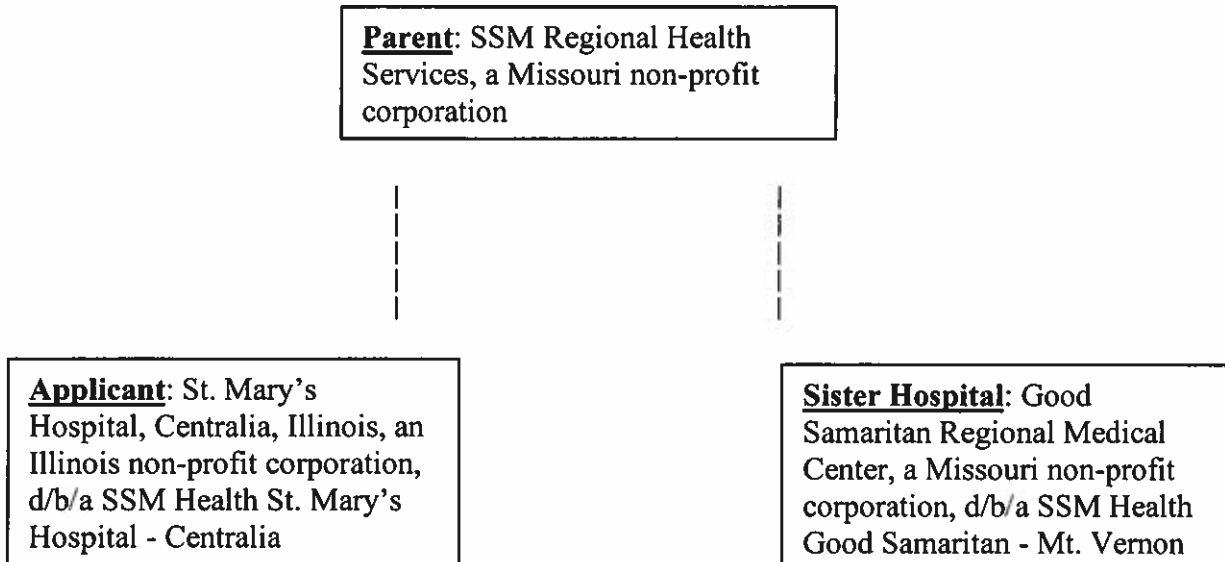 Parent: SSM Regional Health
Services, a Missouri non-profit
corporation
Applicant: St. Mary's
Hospital, Centralia, Illinois, an
Illinois non-profit corporation,
d/b/a SSM Health St. Mary's
Hospital - Centralia
Sister Hospital: Good
Samaritan Regional Medical
Center, a Missouri non-profit
corporation, d/b/a SSM Health
Good Samaritan - Mt. Vernon